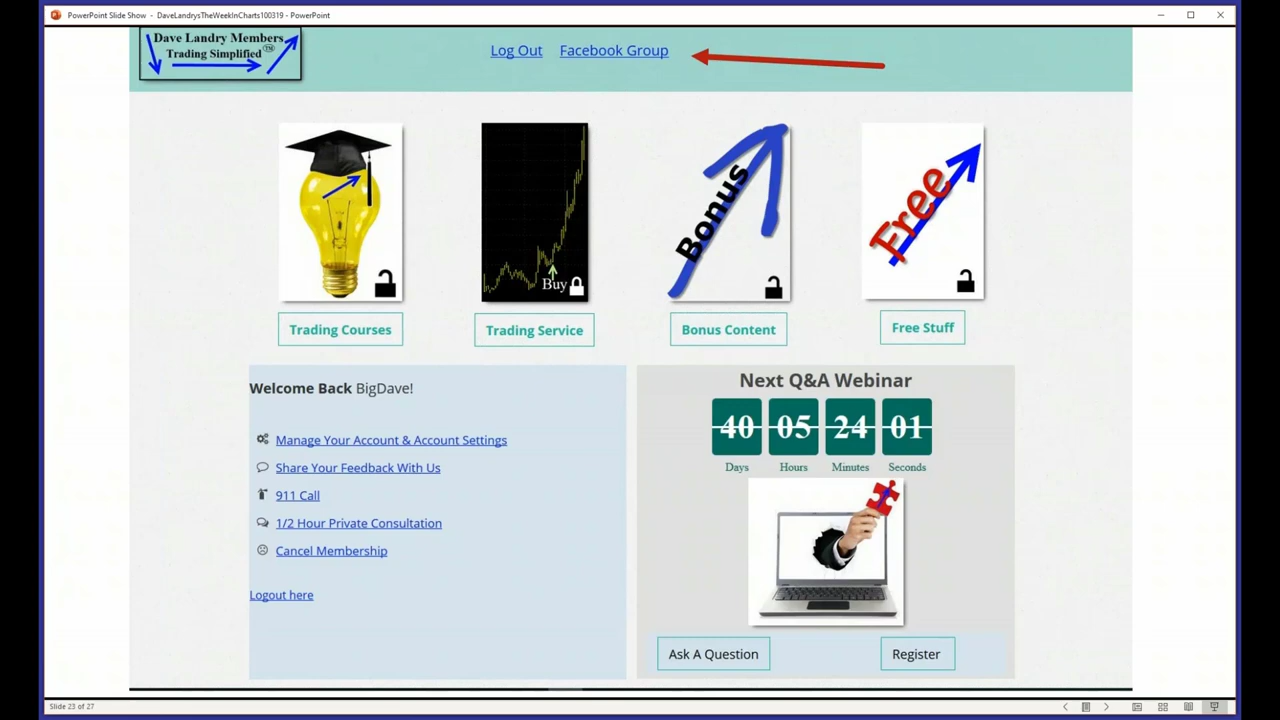 PowerPoint Slide Show - DaveLandrysTheWeekInCharts100319 - PowerPoint
Dave Landry Members
Trading Simplified TM
Log Out Facebook Group
Buy
Bonus
Free
Trading Courses
Trading Service
Bonus Content
Free Stuff
Welcome Back BigDave!
Manage Your Account & Account Settings
Share Your Feedback With Us
911 Call
1/2 Hour Private Consultation
Cancel Membership
Logout here
Next Q&A Webinar
40 05 24 01
Days Hours Minutes Seconds
Ask A Question
Register
Slide 23 of 27